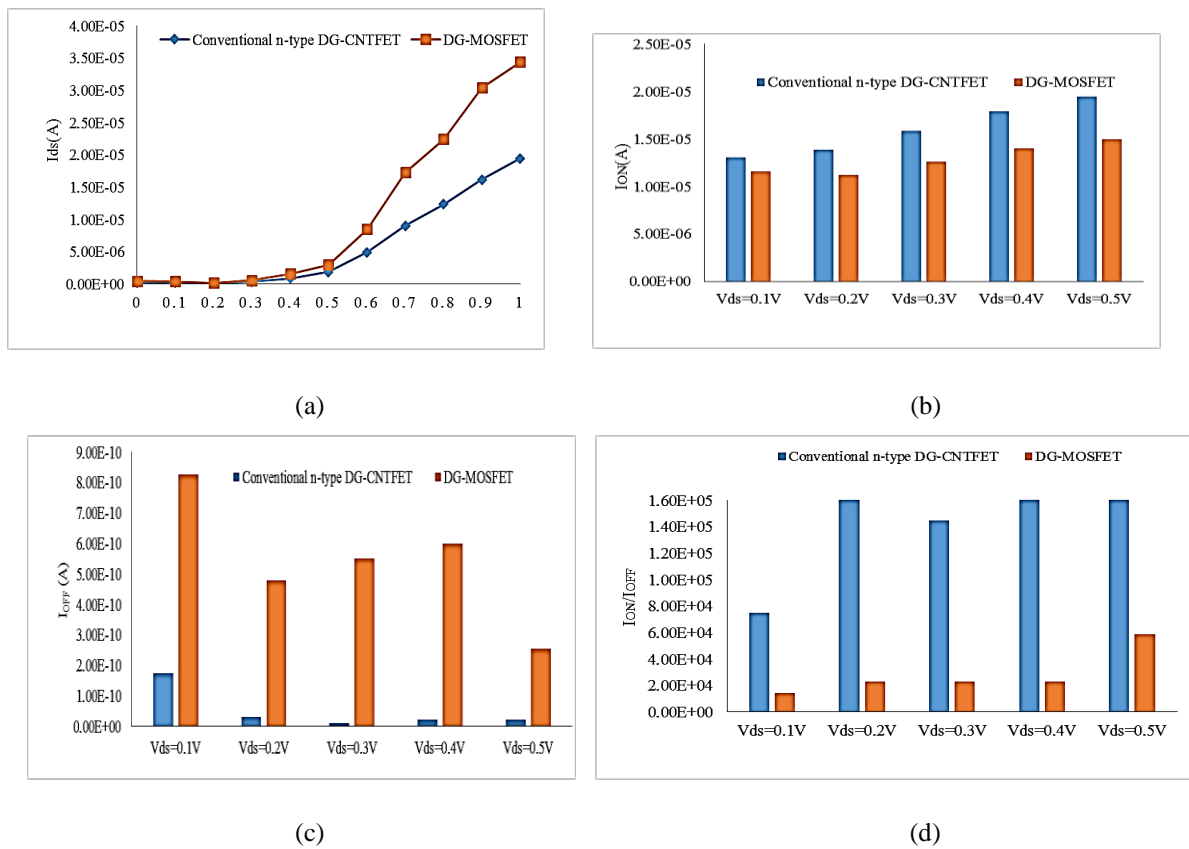 Conventional n-type DG-CNTFET DG-MOSFET
4.00E-05
3.50E-05
3.00E-05
2.50E-05
2.00E-05
1.50E-05
1.00E-05
5.00E-06
0.00E+00
Ids(A)
0 0.1 0.2 0.3 0.4 0.5 0.6 0.7 0.8 0.9 1
(a)
2.50E-05
2.00E-05
1.50E-05
1.00E-05
5.00E-06
0.00E+00
ION(A)
Conventional n-type DG-CNTFET DG-MOSFET
Vds=0.1V Vds=0.2V Vds=0.3V Vds=0.4V Vds=0.5V
(b)
9.00E-10
8.00E-10
7.00E-10
6.00E-10
5.00E-10
4.00E-10
3.00E-10
2.00E-10
1.00E-10
0.00E+00
IOFF (A)
Conventional n-type DG-CNTFET DG-MOSFET
Vds=0.1V Vds=0.2V Vds=0.3V Vds=0.4V Vds=0.5V
(c)
Conventional n-type DG-CNTFET DG-MOSFET
1.60E+05
1.40E+05
1.20E+05
1.00E+05
8.00E+04
6.00E+04
4.00E+04
2.00E+04
0.00E+00
ION/IOFF
Vds=0.1V Vds=0.2V Vds=0.3V Vds=0.4V Vds=0.5V
(d)